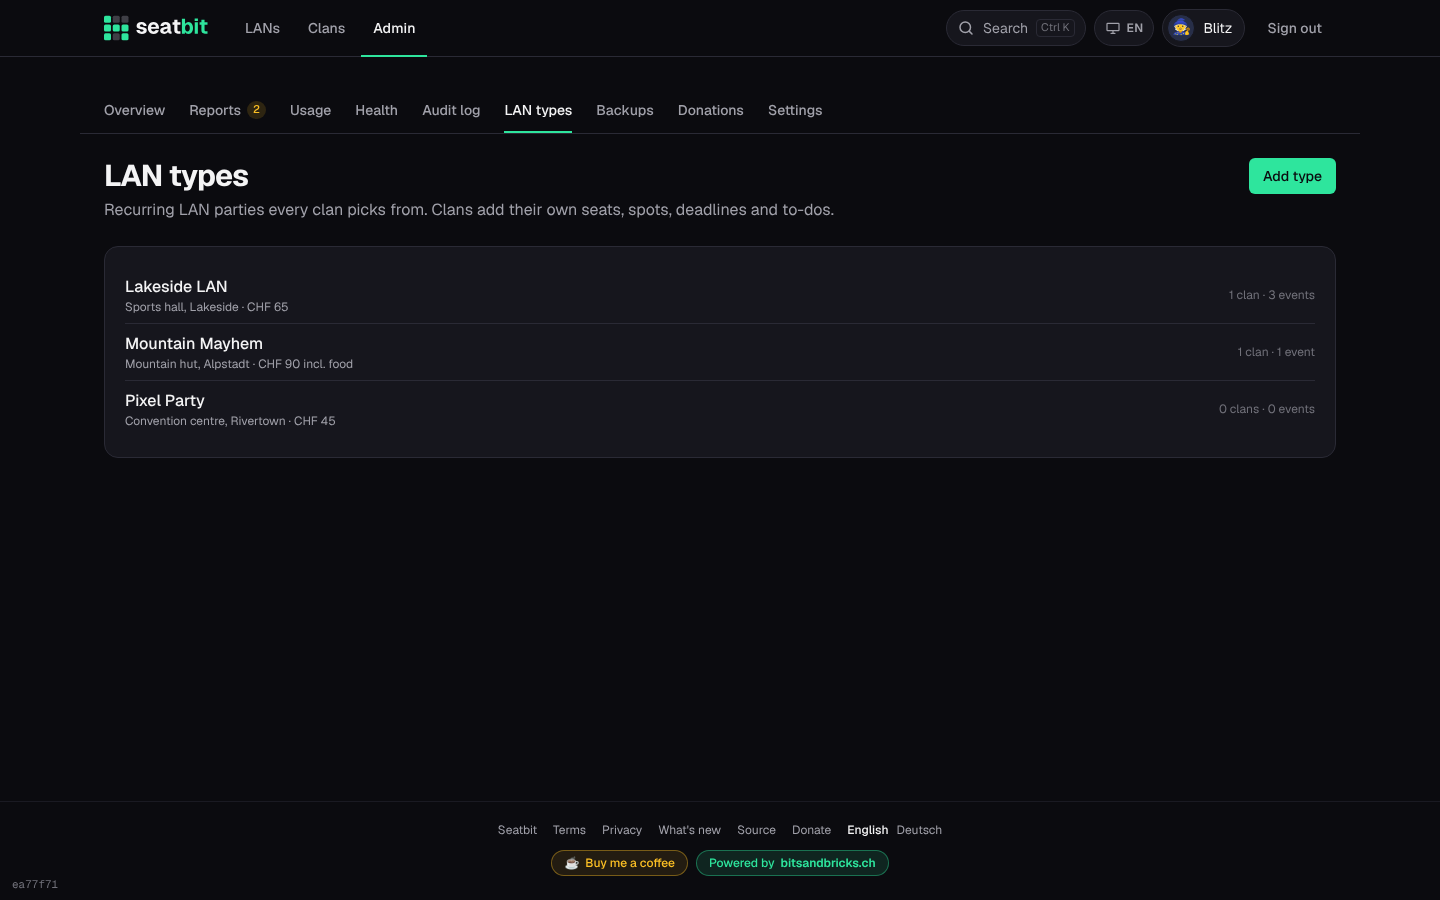 seatbit LANs Clans Admin Search Ctrl K EN Blitz Sign out
Overview Reports 2 Usage Health Audit log LAN types Backups Donations Settings
LAN types
Add type
Recurring LAN parties every clan picks from. Clans add their own seats, spots, deadlines and to-dos.
Lakeside LAN
Sports hall, Lakeside · CHF 65
1 clan · 3 events
Mountain Mayhem
Mountain hut, Alpstadt · CHF 90 incl. food
1 clan · 1 event
Pixel Party
Convention centre, Rivertown · CHF 45
0 clans · 0 events
Seatbit Terms Privacy What's new Source Donate English Deutsch
Buy me a coffee Powered by bitsandbricks.ch
ea77f71